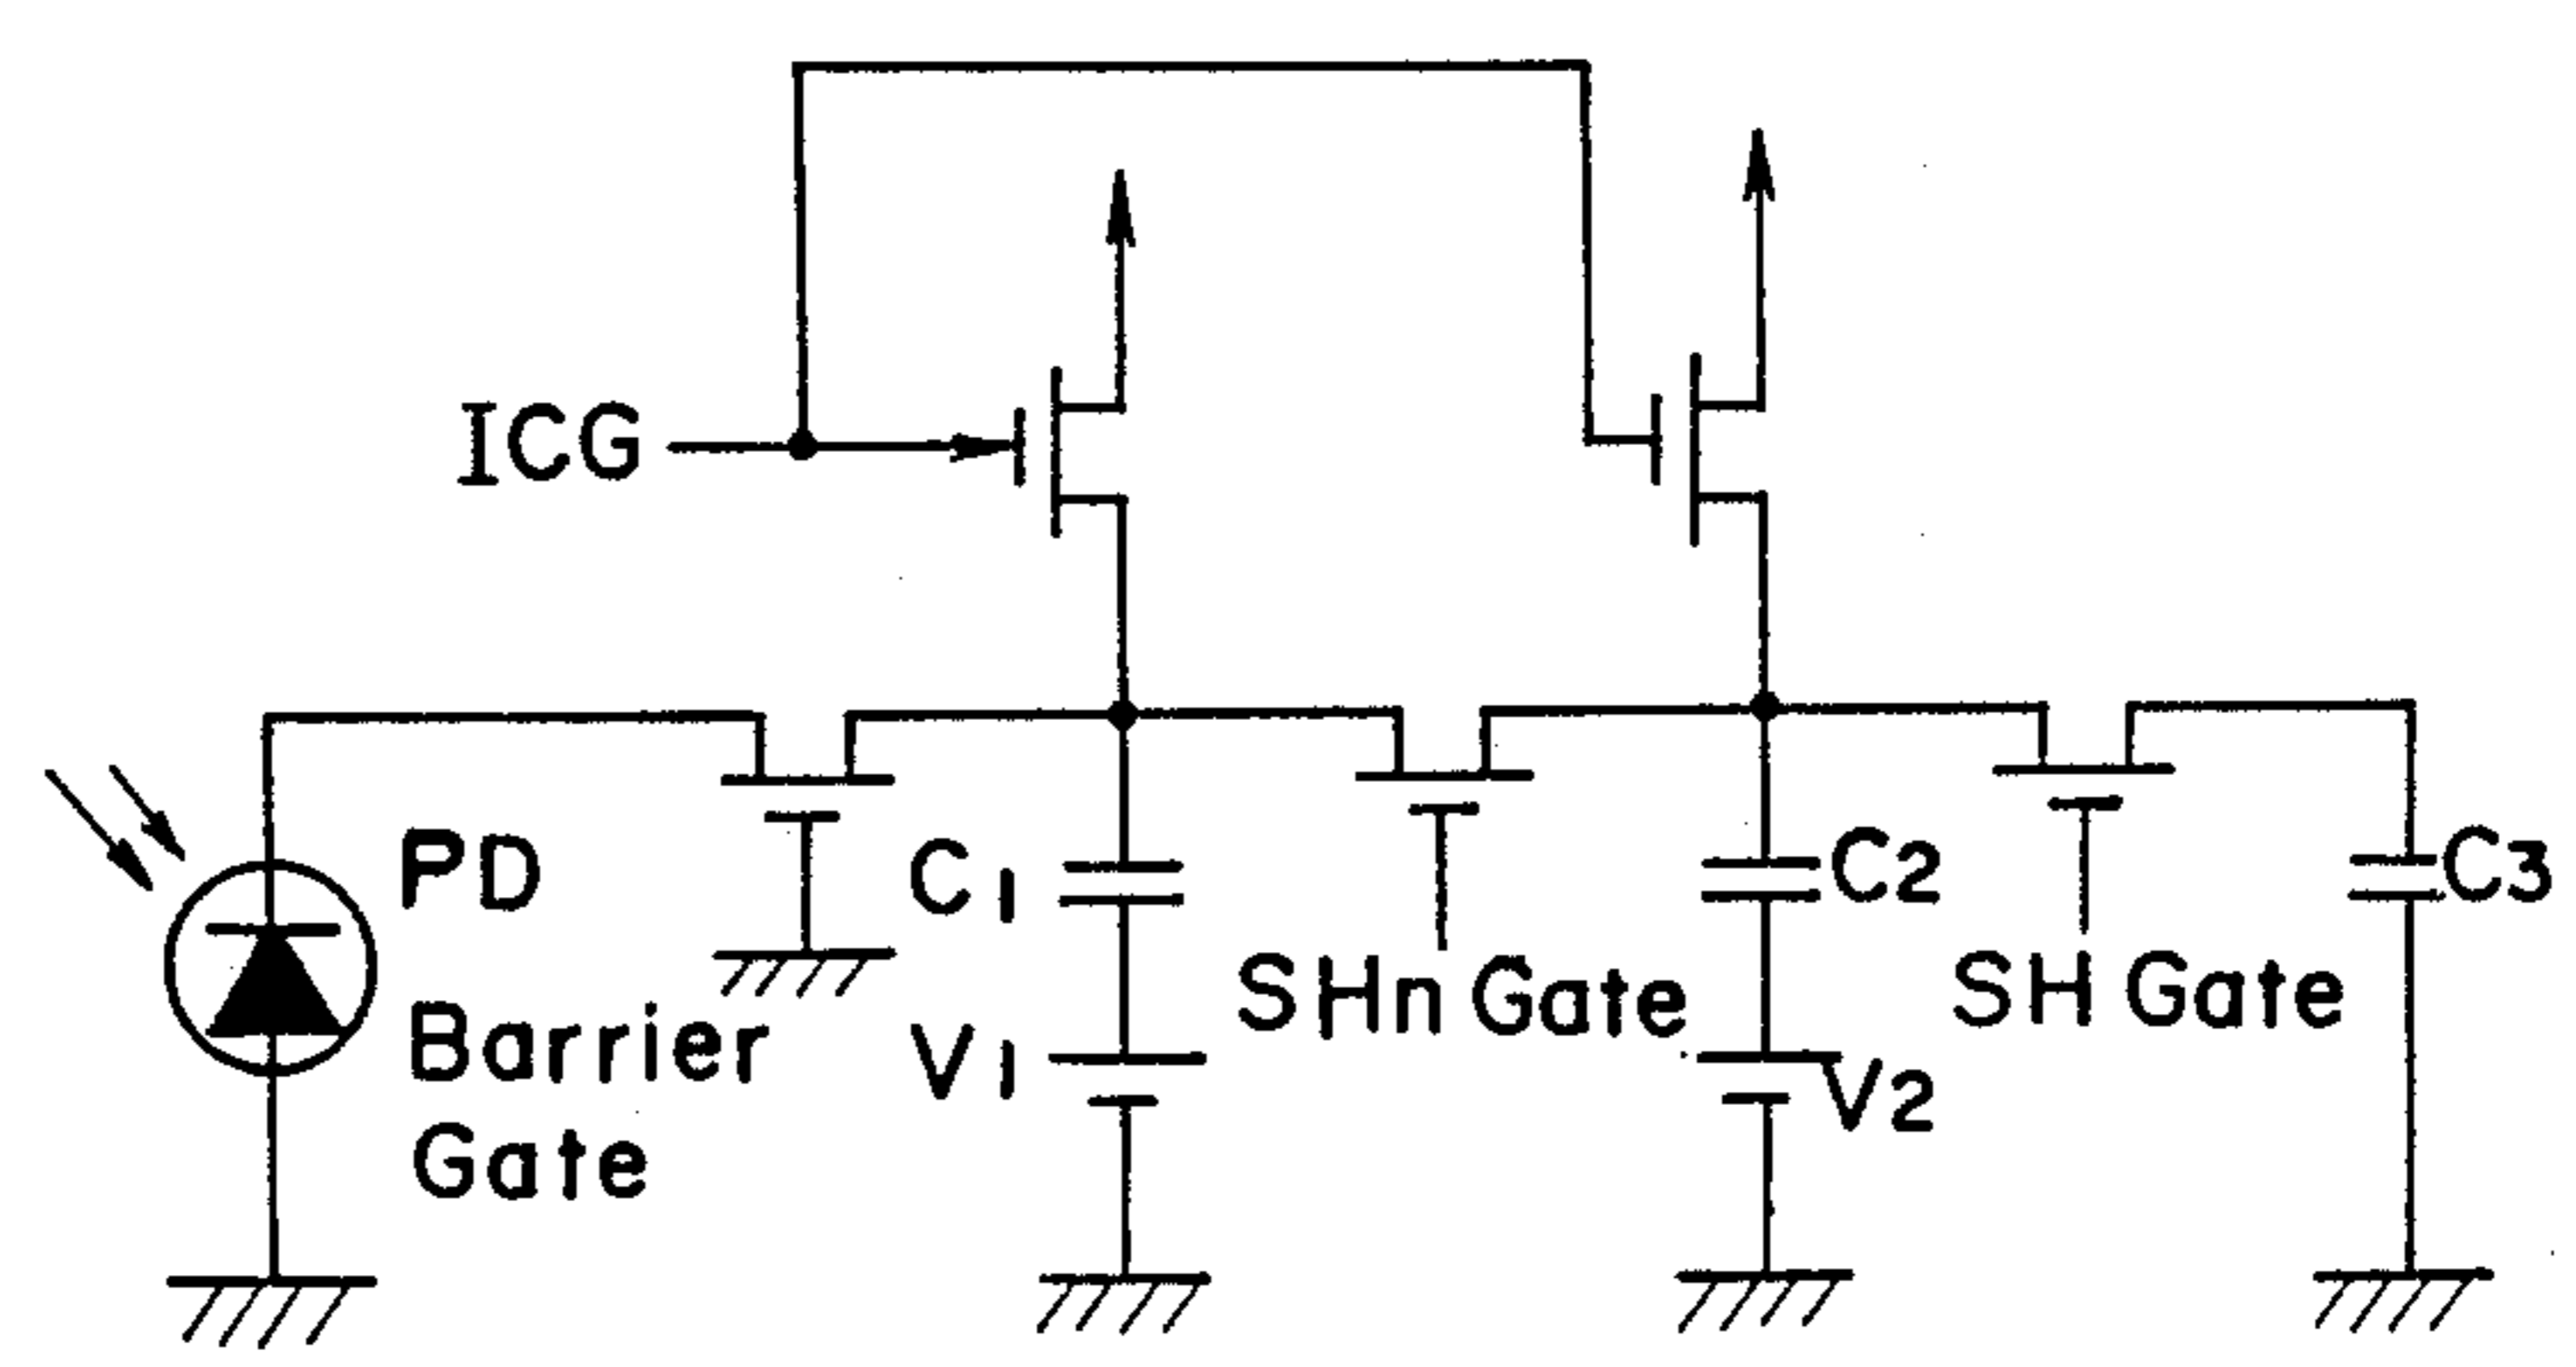 ICG
PD
Barrier
Gate
C1
V1
SHn Gate
C2
V2
SH Gate
C3